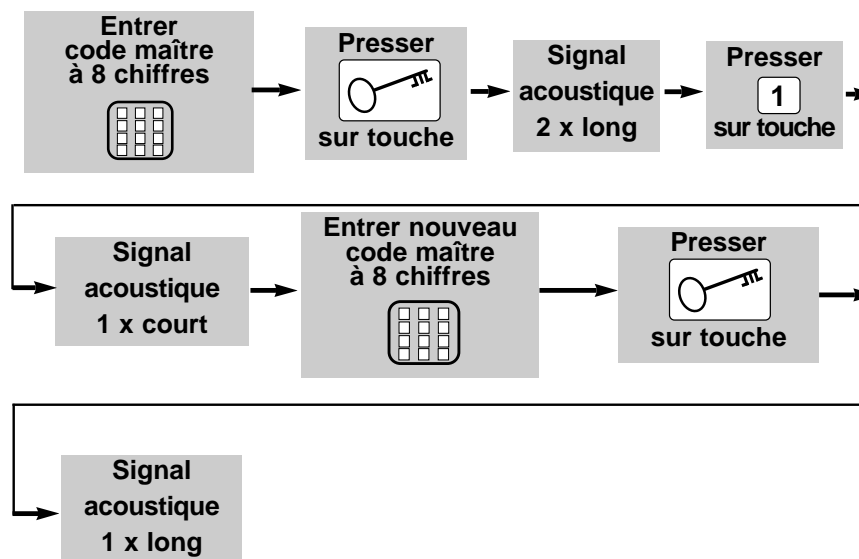 Entrer
code maître
à 8 chiffres
Presser
sur touche
Signal
acoustique
2 x long
Presser
1
sur touche
Signal
acoustique
1 x court
Entrer nouveau
code maître
à 8 chiffres
Presser
sur touche
Signal
acoustique
1 x long